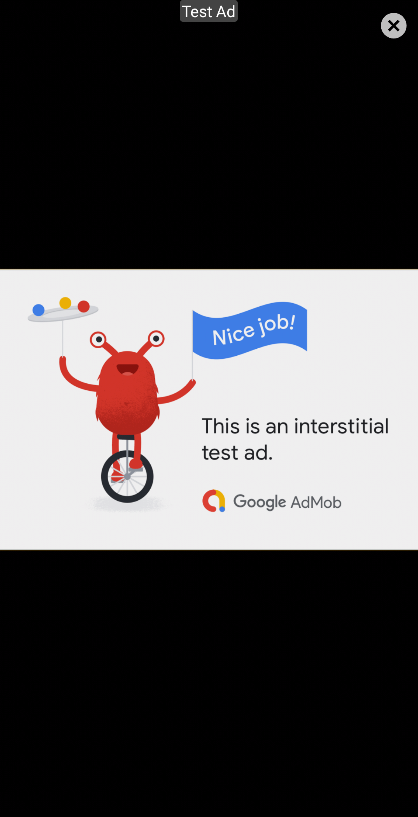 Test Ad
Nice job!
This is an interstitial
test ad.
Google AdMob